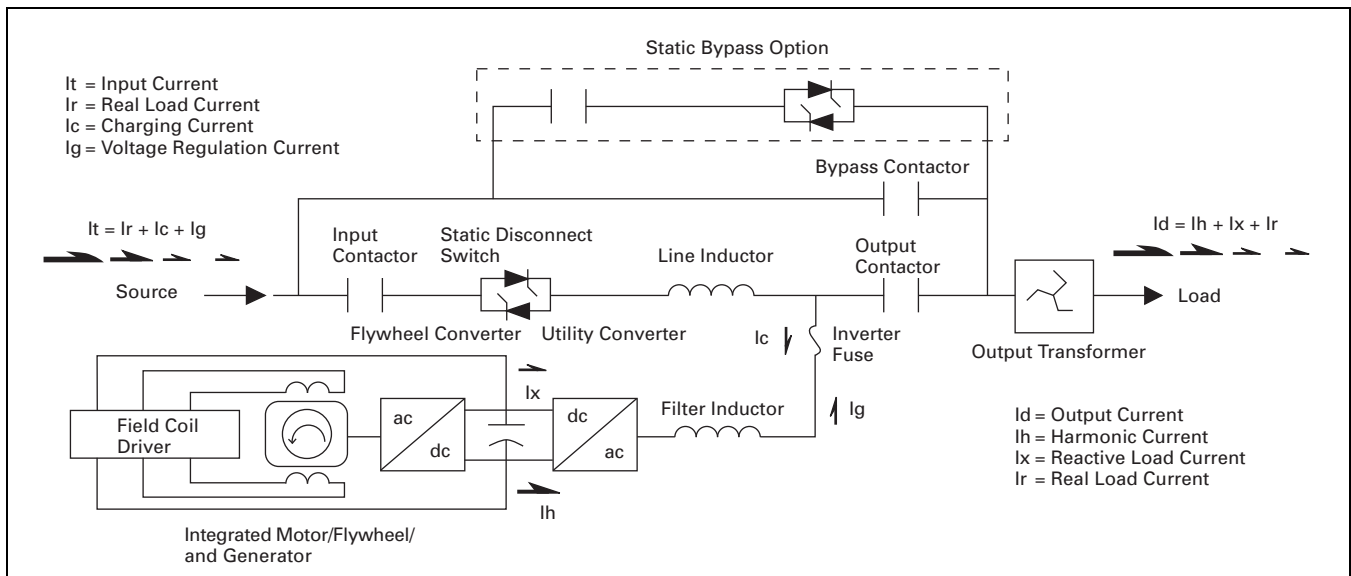 Static Bypass Option
It = Input Current
Ir = Real Load Current
Ic = Charging Current
Ig = Voltage Regulation Current
Bypass Contactor
It = Ir + Ic + Ig
Id = Ih + Ix + Ir
Input
Contactor
Static Disconnect
Switch
Line Inductor
Output
Contactor
Source
Load
Flywheel Converter
Utility Converter
Ic
Inverter
Fuse
Output Transformer
Ix
Field Coil
Driver
ac
dc
dc
ac
Filter Inductor
Ig
Ih
Id = Output Current
Ih = Harmonic Current
Ix = Reactive Load Current
Ir = Real Load Current
Integrated Motor/Flywheel/
and Generator